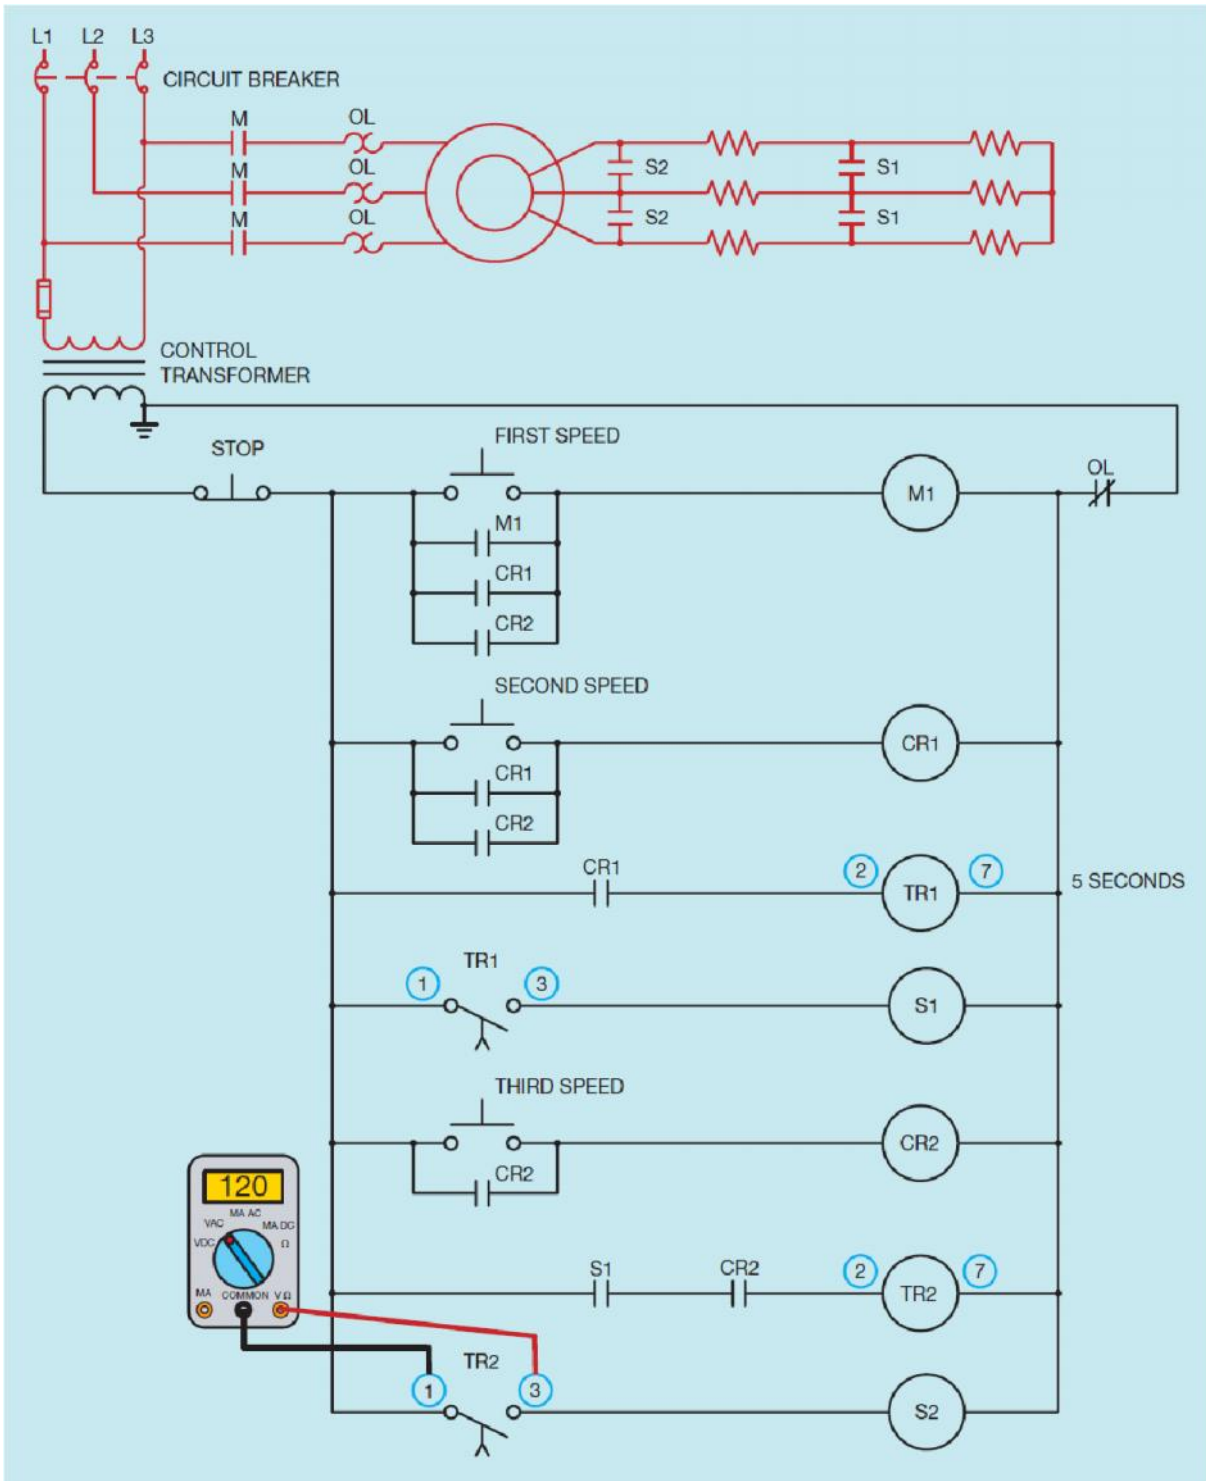 L1 L2 L3
CIRCUIT BREAKER
M OL
S2 S1
M OL
S2 S1
M OL
CONTROL
TRANSFORMER
FIRST SPEED
STOP
OL
M1
M1
CR1
CR2
SECOND SPEED
CR1
CR1
CR2
CR1
2 7
TR1
5 SECONDS
TR1
1 3
S1
THIRD SPEED
CR2
CR2
120
MA AC
VAC MA DC
VDC Ω
MA COMMON V Ω
S1 CR2
2 7
TR2
TR2
1 3
S2